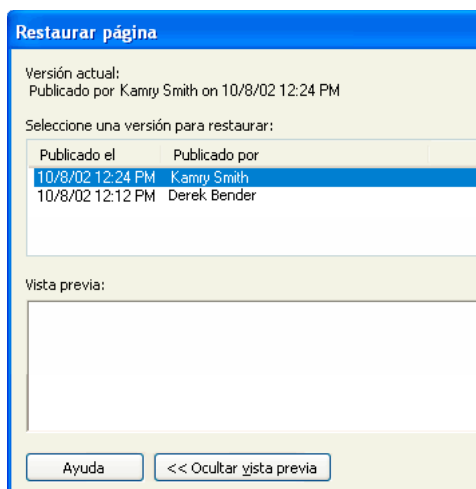 Restaurar página
Versión actual:
Publicado por Kamry Smith on 10/8/02 12:24 PM
Seleccione una versión para restaurar:
Publicado el Publicado por
10/8/02 12:24 PM Kamry Smith
10/8/02 12:12 PM Derek Bender
Vista previa:
Ayuda << Ocultar vista previa